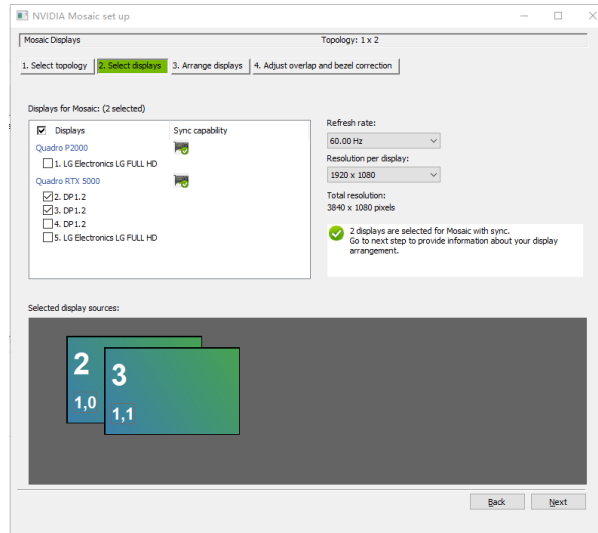 NVIDIA Mosaic set up
Mosaic Displays Topology: 1 x 2
1. Select topology 2. Select displays 3. Arrange displays 4. Adjust overlap and bezel correction
Displays for Mosaic: (2 selected)
Displays Sync capability
Quadro P2000
1. LG Electronics LG FULL HD
Quadro RTX 5000
2. DP1.2
3. DP1.2
4. DP1.2
5. LG Electronics LG FULL HD
Refresh rate:
60.00 Hz
Resolution per display:
1920 x 1080
Total resolution:
3840 x 1080 pixels
2 displays are selected for Mosaic with sync.
Go to next step to provide information about your display
arrangement.
Selected display sources:
2
1,0
3
1,1
Back Next